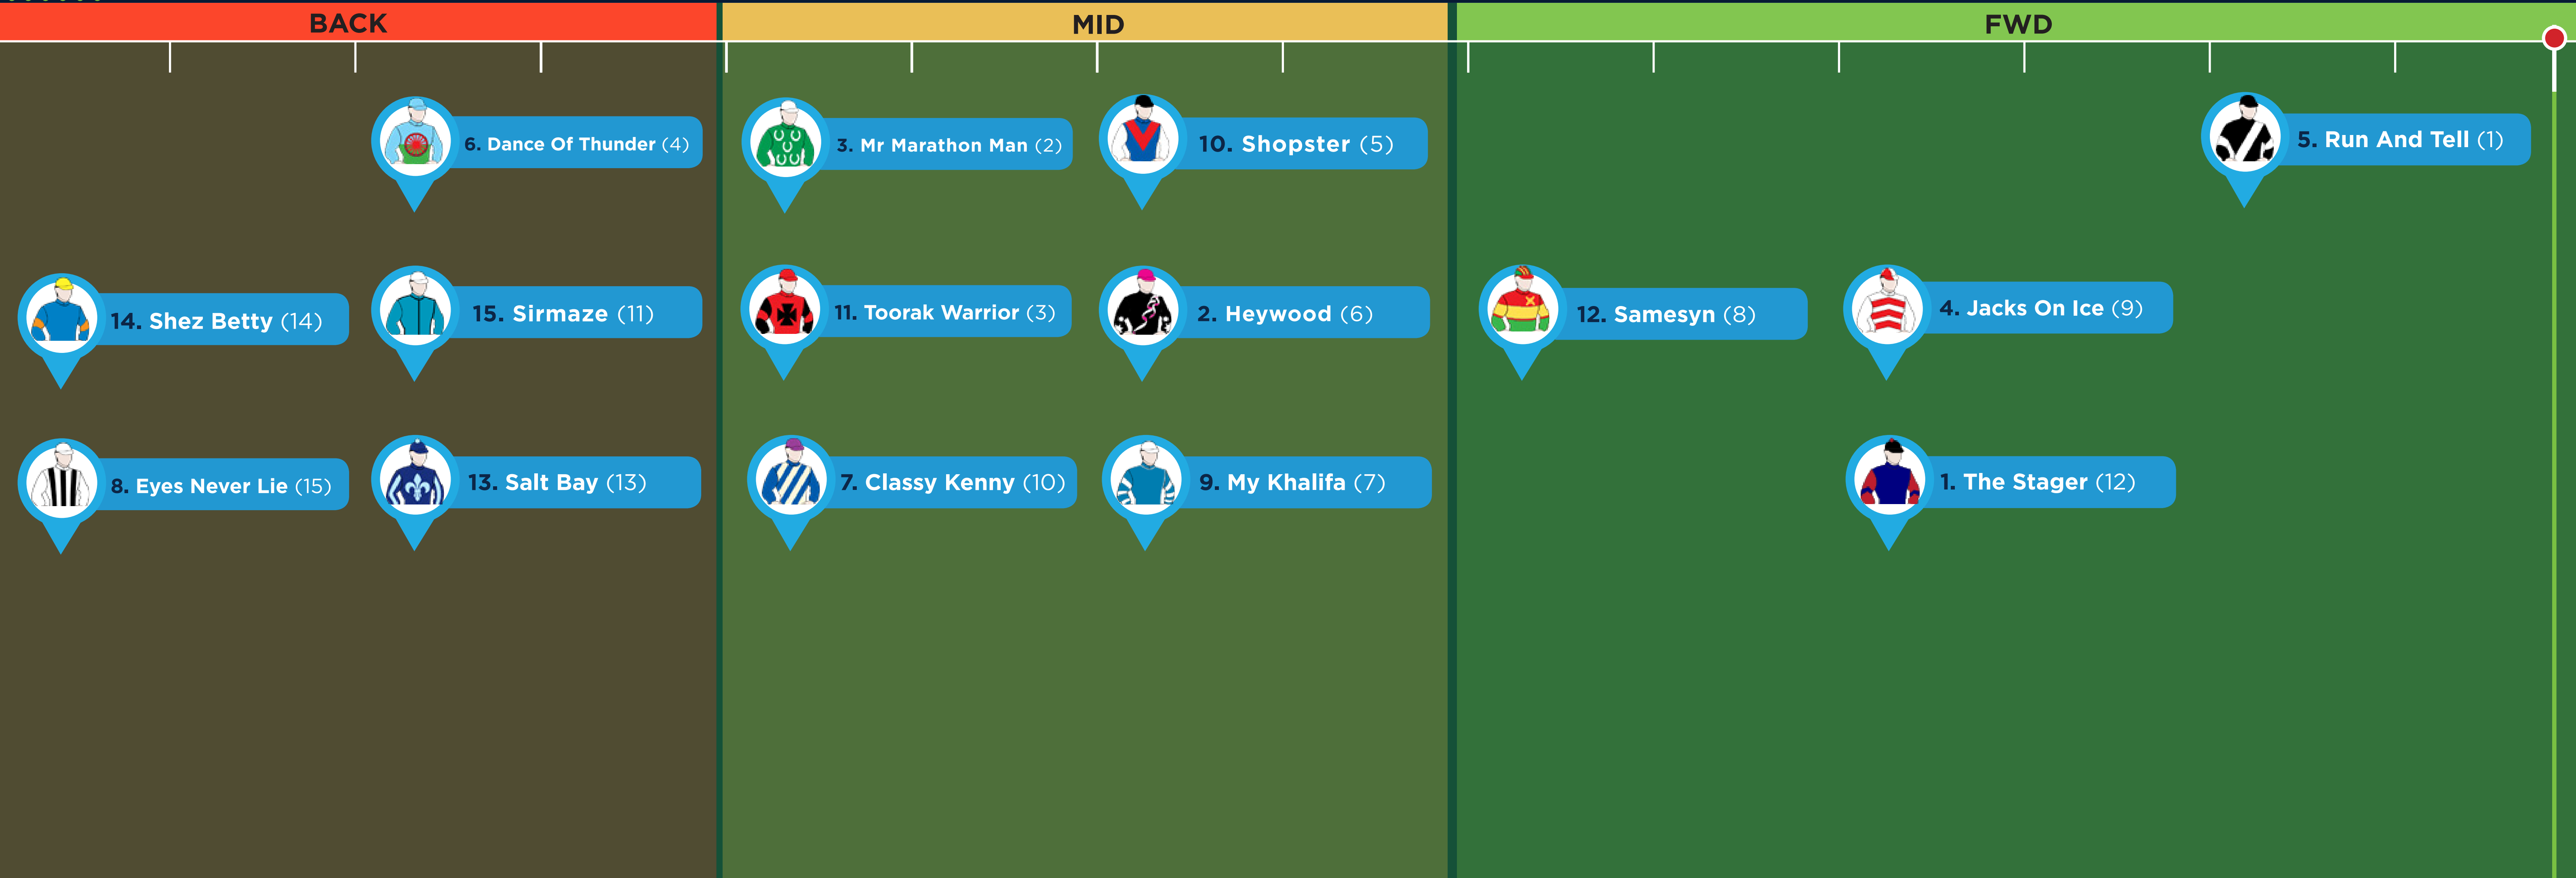 BACK
MID
FWD
6. Dance Of Thunder (4)
3. Mr Marathon Man (2)
10. Shopster (5)
5. Run And Tell (1)
14. Shez Betty (14)
15. Sirmaze (11)
11. Toorak Warrior (3)
2. Heywood (6)
12. Samesyn (8)
4. Jacks On Ice (9)
8. Eyes Never Lie (15)
13. Salt Bay (13)
7. Classy Kenny (10)
9. My Khalifa (7)
1. The Stager (12)